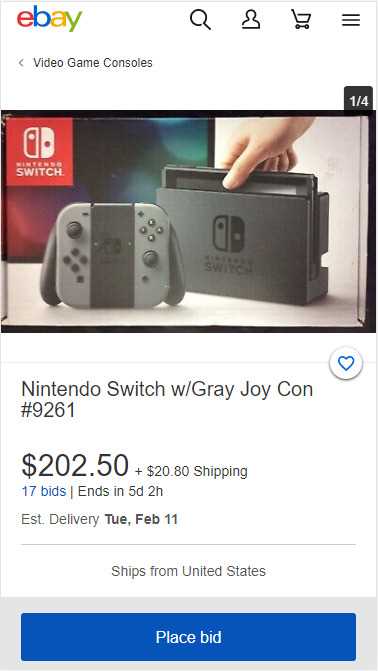 ebay
Video Game Consoles
1/4
NINTENDO
SWITCH.
NINTENDO
SWITCH
Nintendo Switch w/Gray Joy Con
#9261
$202.50 + $20.80 Shipping
17 bids | Ends in 5d 2h
Est. Delivery Tue, Feb 11
Ships from United States
Place bid